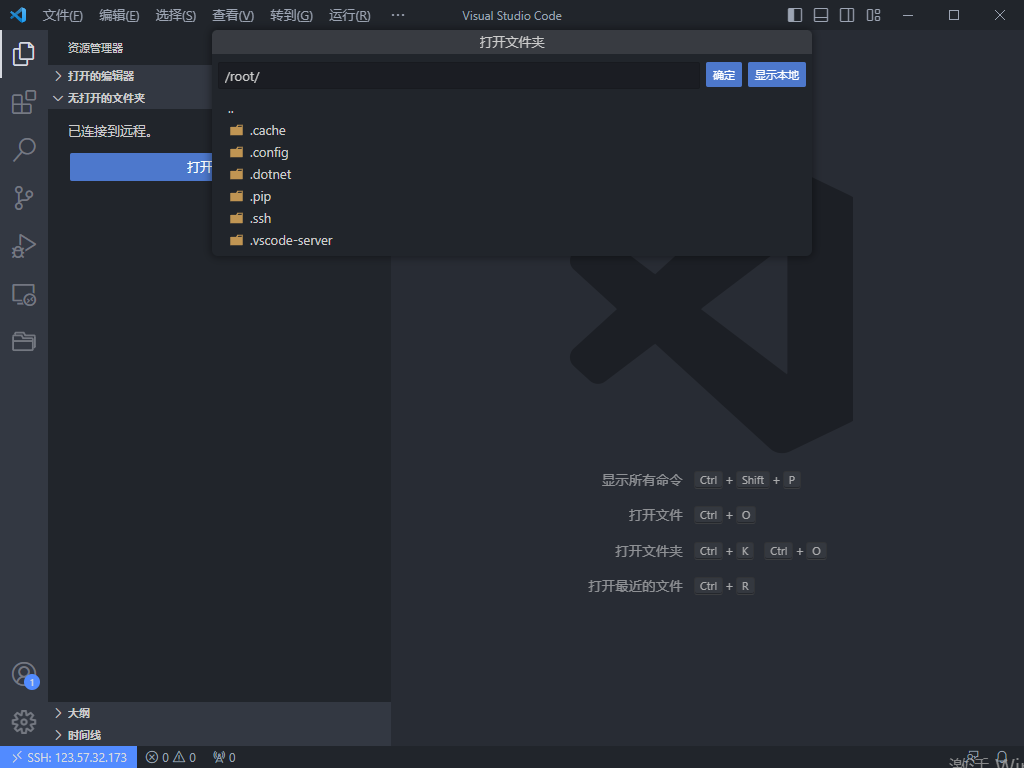 文件(F) 编辑(E) 选择(S) 查看(V) 转到(G) 运行(R) ··· Visual Studio Code
打开文件夹
资源管理器
/root/ 确定 显示本地
打开的编辑器
无打开的文件夹
..
已连接到远程。
.cache
.config
打开
.dotnet
.pip
.ssh
.vscode-server
显示所有命令 Ctrl + Shift + P
打开文件 Ctrl + O
打开文件夹 Ctrl + K Ctrl + O
打开最近的文件 Ctrl + R
1
大纲
时间线
SSH: 123.57.32.173 0 0 0